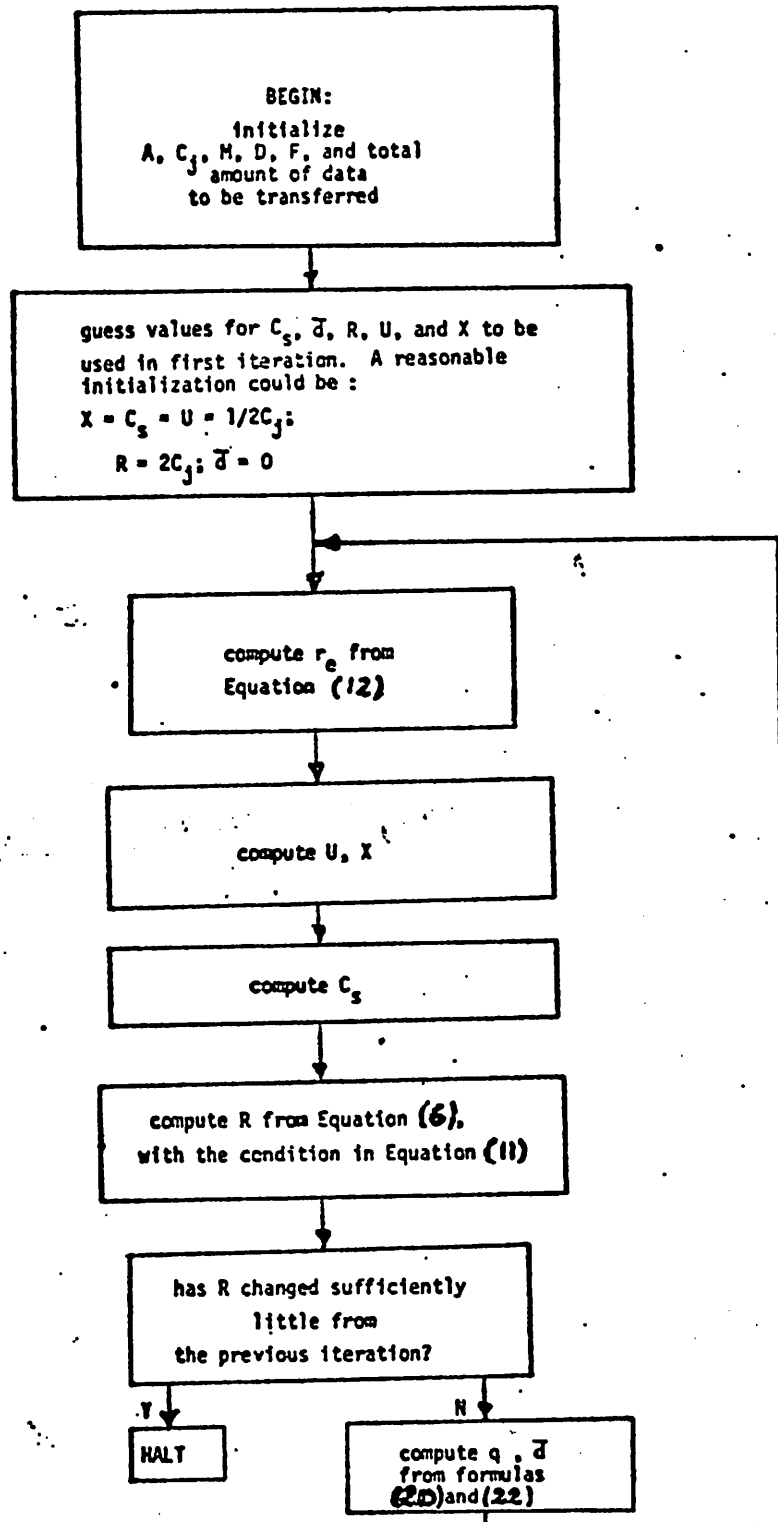 BEGIN:
initialize
A, C_j, M, D, F, and total
amount of data
to be transferred
guess values for C_s, d̄, R, U, and X to be
used in first iteration. A reasonable
initialization could be :
X = C_s = U = 1/2C_j;
R = 2C_j; d̄ = 0
compute r_e from
Equation (12)
compute U, X
compute C_s
compute R from Equation (6),
with the condition in Equation (11)
has R changed sufficiently
little from
the previous iteration?
Y
N
HALT
compute q , d̄
from formulas
(20) and (22)